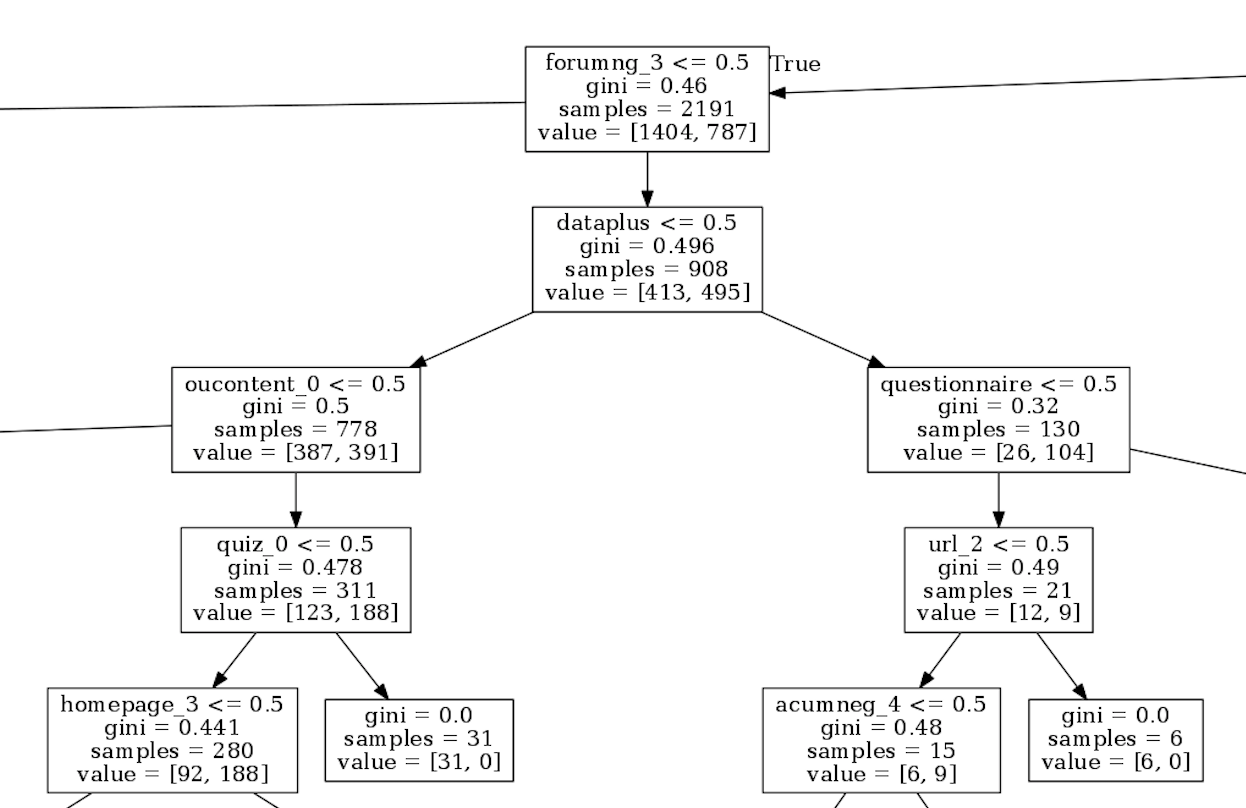 forumng_3 <= 0.5
True
gini = 0.46
samples = 2191
value = [1404, 787]
dataplus <= 0.5
gini = 0.496
samples = 908
value = [413, 495]
oucontent_0 <= 0.5
gini = 0.5
samples = 778
value = [387, 391]
questionnaire <= 0.5
gini = 0.32
samples = 130
value = [26, 104]
quiz_0 <= 0.5
gini = 0.478
samples = 311
value = [123, 188]
url_2 <= 0.5
gini = 0.49
samples = 21
value = [12, 9]
homepage_3 <= 0.5
gini = 0.441
samples = 280
value = [92, 188]
gini = 0.0
samples = 31
value = [31, 0]
acumneg_4 <= 0.5
gini = 0.48
samples = 15
value = [6, 9]
gini = 0.0
samples = 6
value = [6, 0]